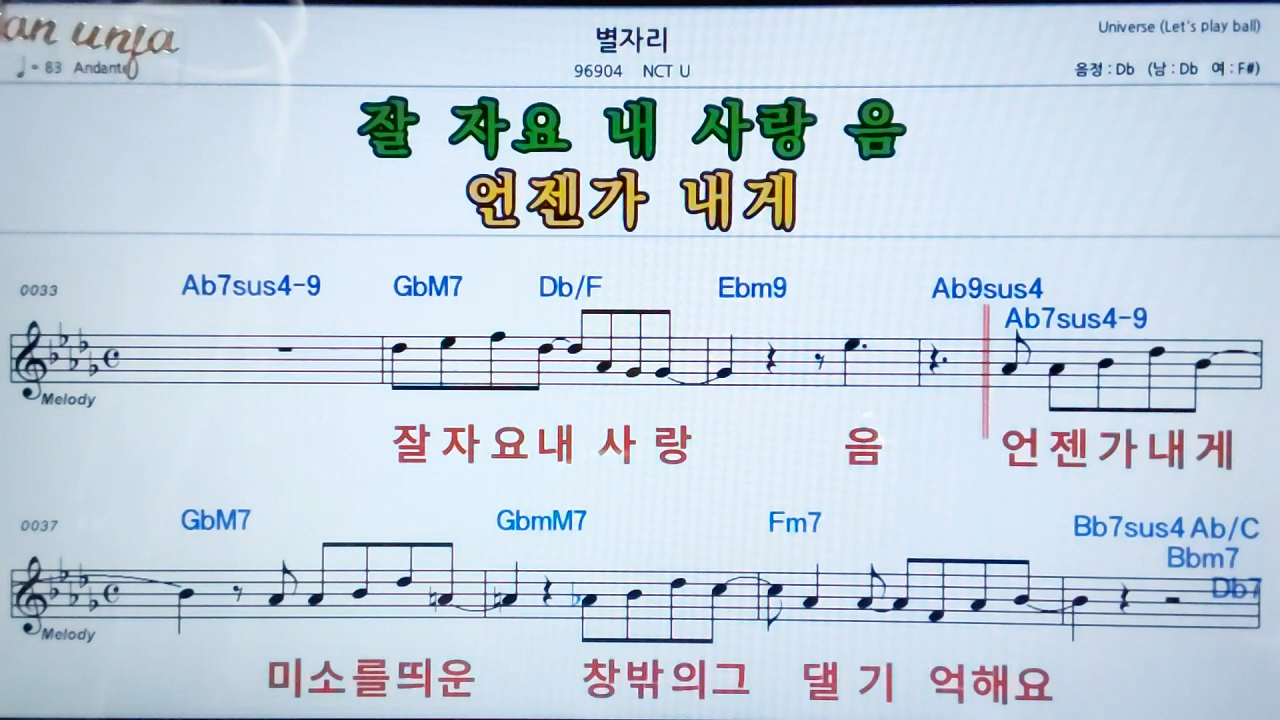 an unja
별자리
Universe (Let's play ball)
♩= 83 Andante
96904 NCT U
음정 : Db (남 : Db 여 : F#)
잘 자요 내 사랑 음
언젠가 내게
0033 Ab7sus4-9 GbM7 Db/F Ebm9 Ab9sus4
Ab7sus4-9
Melody
잘 자 요 내 사 랑 음 언 젠 가 내 게
0037 GbM7 GbmM7 Fm7 Bb7sus4 Ab/C
Bbm7
Db7
Melody
미 소 를 띄 운 창 밖 의 그 댈 기 억 해 요